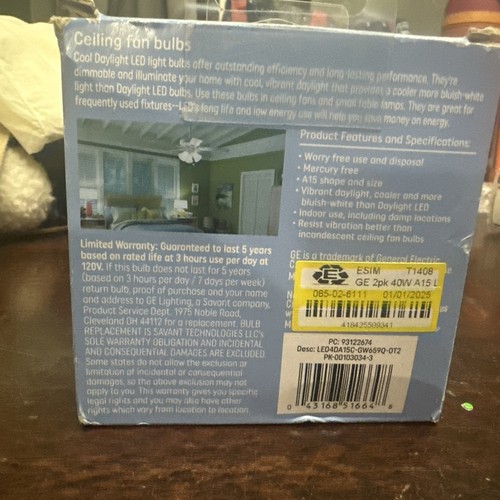 Ceiling fan bulbs
Cool Daylight LED light bulbs offer outstanding efficiency and long lasting performance. They're
dimmable and illuminate your home with cool, vibrant daylight that provides a cooler more bluish-white
light than Daylight LED bulbs. Use these bulbs in ceiling fans and small table lamps. They are great for
frequently used fixtures—LED's long life and low energy use will help you save money on energy.
Product Features and Specifications:
• Worry free use and disposal
• Mercury free
• A15 shape and size
• Vibrant daylight, cooler and more
bluish-white than Daylight LED
• Indoor use, including damp locations
• Resist vibration better than
incandescent ceiling fan bulbs
Limited Warranty: Guaranteed to last 5 years
based on rated life at 3 hours use per day at
120V. If this bulb does not last for 5 years
(based on 3 hours per day / 7 days per week)
return bulb, proof of purchase and your name
and address to GE Lighting, a Savant company,
Product Service Dept. 1975 Noble Road,
Cleveland OH 44112 for a replacement. BULB
REPLACEMENT IS SAVANT TECHNOLOGIES LLC's
SOLE WARRANTY OBLIGATION AND INCIDENTAL
AND CONSEQUENTIAL DAMAGES ARE EXCLUDED.
Some states do not allow the exclusion or
limitation of incidental or consequential
damages, so the above exclusion may not
apply to you. This warranty gives you specific
legal rights and you may also have other
rights which vary from location to location.
GE is a trademark of General Electric
E ESIM T1408
GE 2pk 40W A15 L
085-02-6111 01/01/2025
418425509341
PC: 93122674
Desc: LED4DA15C-GW6590-OT2
PK-00103034-3
0 43168 51664 8